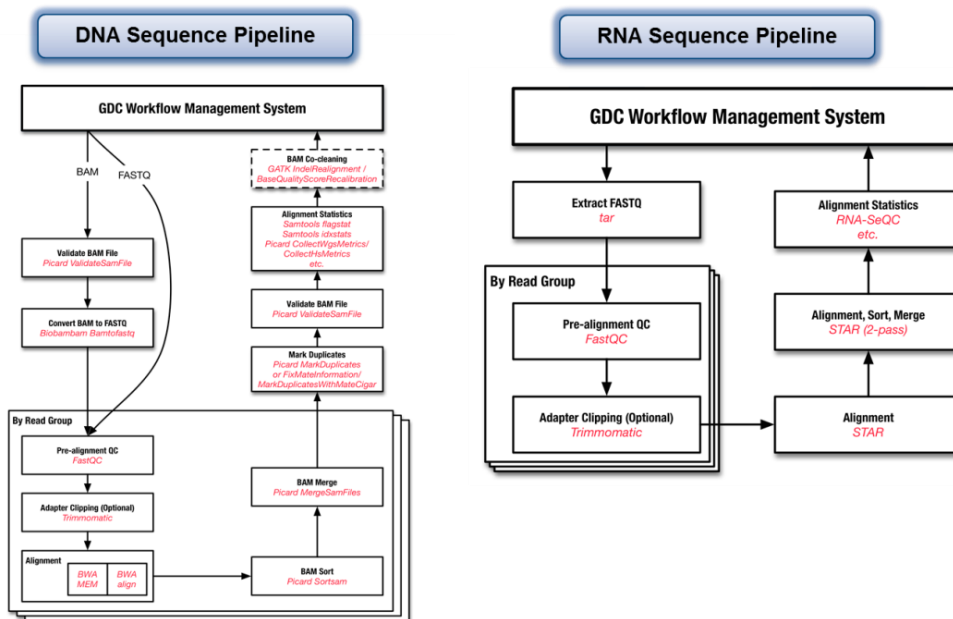 DNA Sequence Pipeline
GDC Workflow Management System
BAM
FASTQ
Validate BAM File
Picard ValidateSamFile
Convert BAM to FASTQ
Biobambam Bamtofastq
By Read Group
Pre-alignment QC
FastQC
Adapter Clipping (Optional)
Trimmomatic
Alignment
BWA
MEM
BWA
align
BAM Sort
Picard Sortsam
BAM Merge
Picard MergeSamFiles
Mark Duplicates
Picard MarkDuplicates
or FixMateInformation/
MarkDuplicatesWithMateCigar
Validate BAM File
Picard ValidateSamFile
Alignment Statistics
Samtools flagstat
Samtools idxstats
Picard CollectWgsMetrics/
CollectHsMetrics
etc.
BAM Co-cleaning
GATK IndelRealignment /
BaseQualityScoreRecalibration
RNA Sequence Pipeline
GDC Workflow Management System
Extract FASTQ
tar
By Read Group
Pre-alignment QC
FastQC
Adapter Clipping (Optional)
Trimmomatic
Alignment
STAR
Alignment, Sort, Merge
STAR (2-pass)
Alignment Statistics
RNA-SeQC
etc.